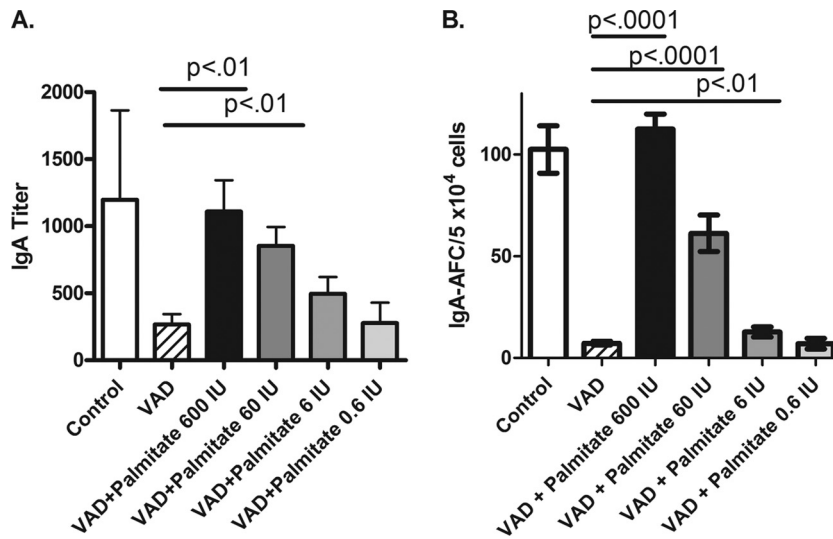 A.
p<.01
p<.01
IgA Titer
2000
1500
1000
500
0
Control
VAD
VAD+Palmitate 600 IU
VAD+Palmitate 60 IU
VAD+Palmitate 6 IU
VAD+Palmitate 0.6 IU
B.
p<.0001
p<.0001
p<.01
IgA-AFC/5 x10⁴ cells
100
50
0
Control
VAD
VAD + Palmitate 600 IU
VAD + Palmitate 60 IU
VAD + Palmitate 6 IU
VAD + Palmitate 0.6 IU